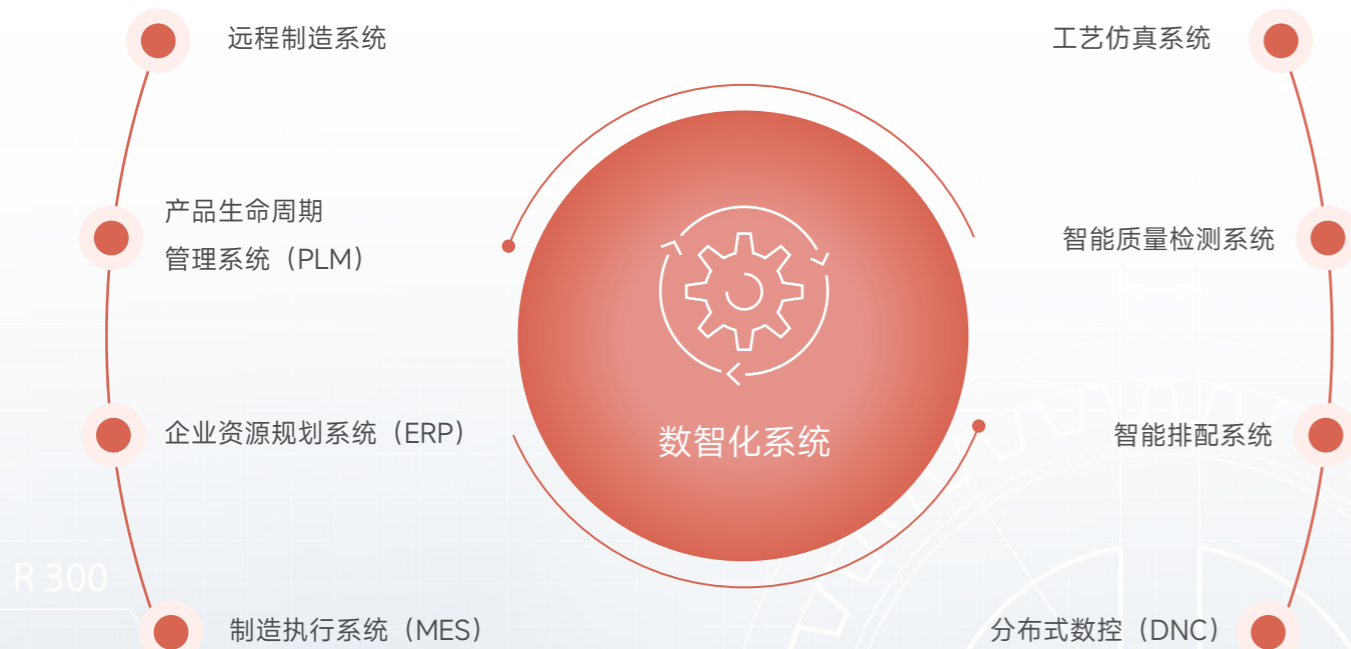 远程制造系统
产品生命周期
管理系统（PLM）
企业资源规划系统（ERP）
制造执行系统（MES）
数智化系统
工艺仿真系统
智能质量检测系统
智能排配系统
分布式数控（DNC）
R 300